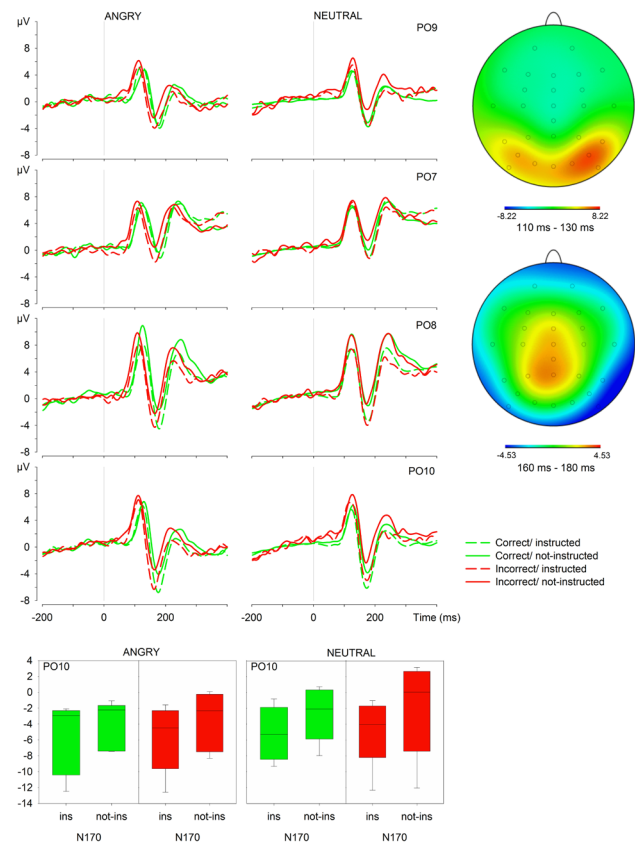 ANGRY NEUTRAL
µV
PO9
8
4
0
-4
-8
-8.22 8.22
110 ms - 130 ms
PO7
8
4
0
-4
-8
µV
PO8
8
4
0
-4
-8
-4.53 4.53
160 ms - 180 ms
µV
PO10
8
4
0
-4
-8
-200 0 200 -200 0 200 Time (ms)
Correct/ instructed
Correct/ not-instructed
Incorrect/ instructed
Incorrect/ not-instructed
ANGRY NEUTRAL
PO10 PO10
4
2
0
-2
-4
-6
-8
-10
-12
-14
ins not-ins ins not-ins ins not-ins ins not-ins
N170 N170 N170 N170